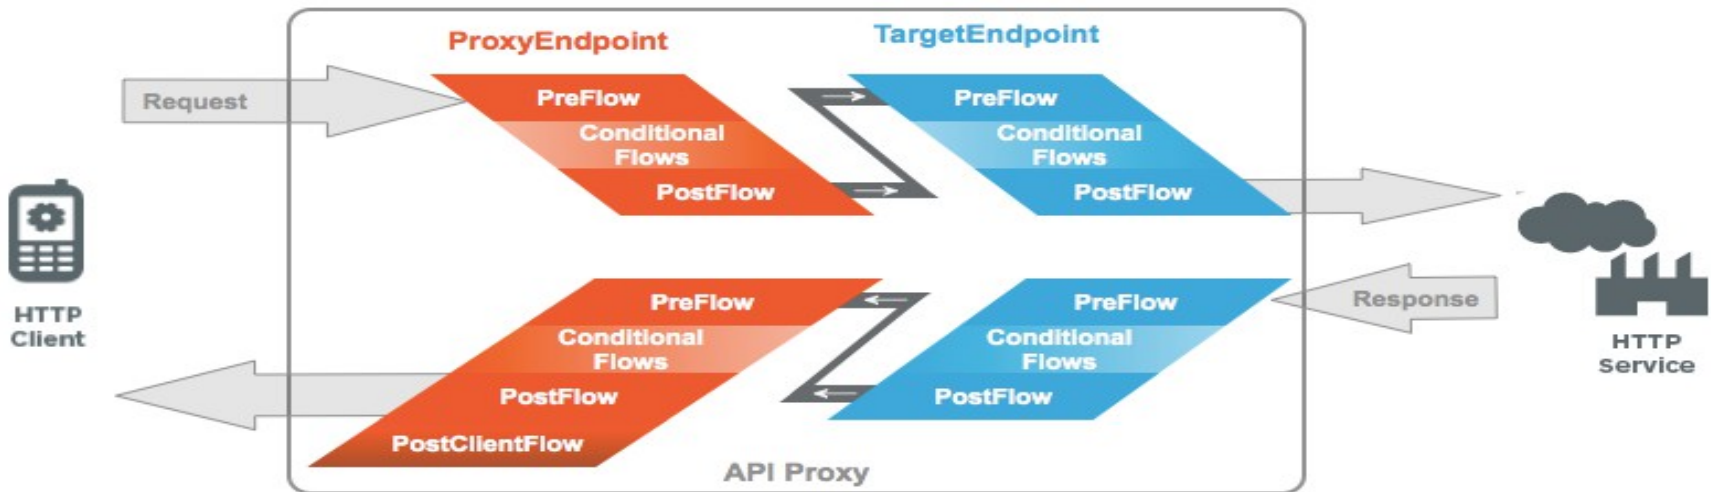 ProxyEndpoint
TargetEndpoint
Request
PreFlow
Conditional
Flows
PostFlow
PreFlow
Conditional
Flows
PostFlow
HTTP
Client
PreFlow
Conditional
Flows
PostFlow
PostClientFlow
PreFlow
Conditional
Flows
PostFlow
Response
HTTP
Service
API Proxy